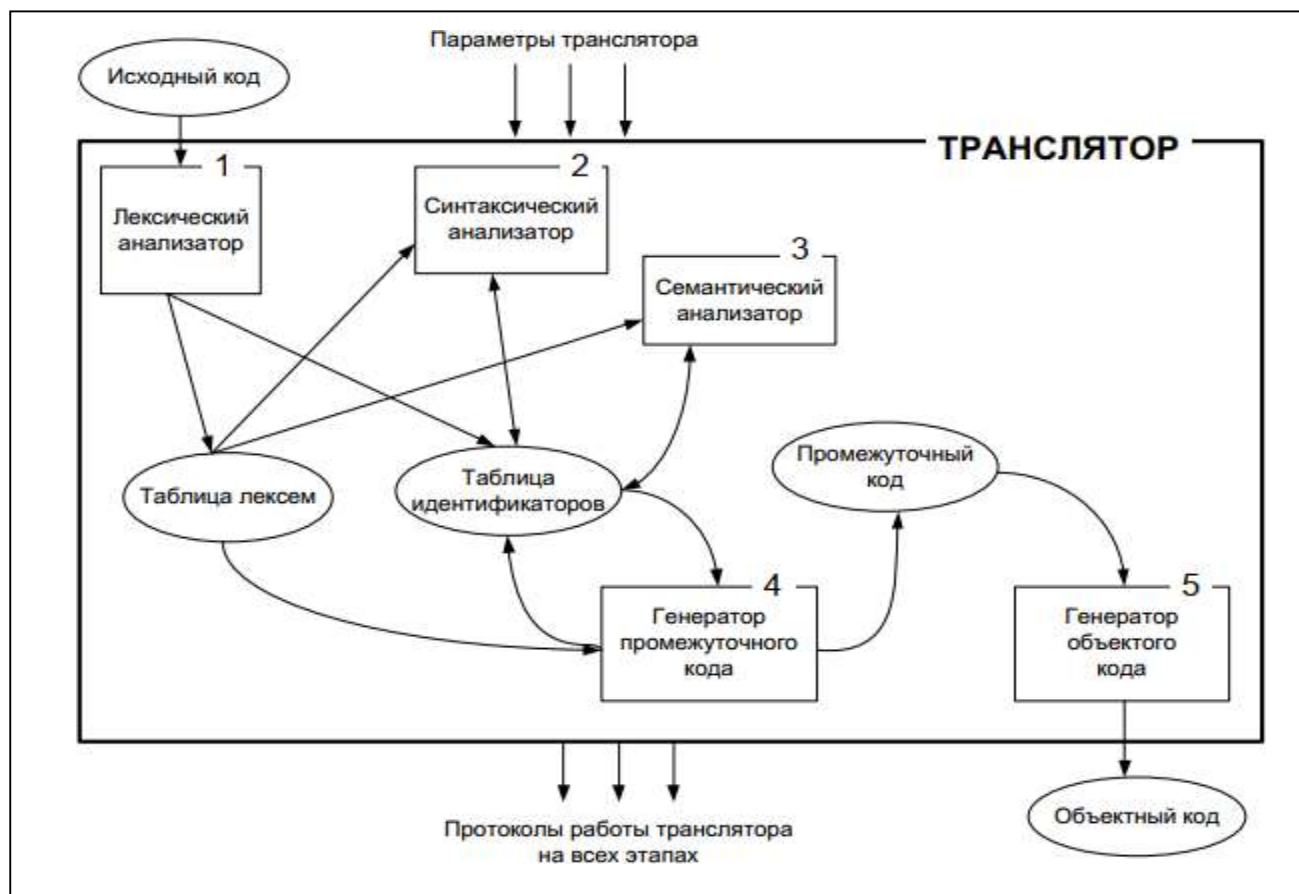 Параметры транслятора
Исходный код
ТРАНСЛЯТОР
1
Лексический
анализатор
2
Синтаксический
анализатор
3
Семантический
анализатор
Таблица лексем
Таблица
идентификаторов
Промежуточный
код
4
Генератор
промежуточного
кода
5
Генератор
объектого
кода
Протоколы работы транслятора
на всех этапах
Объектный код